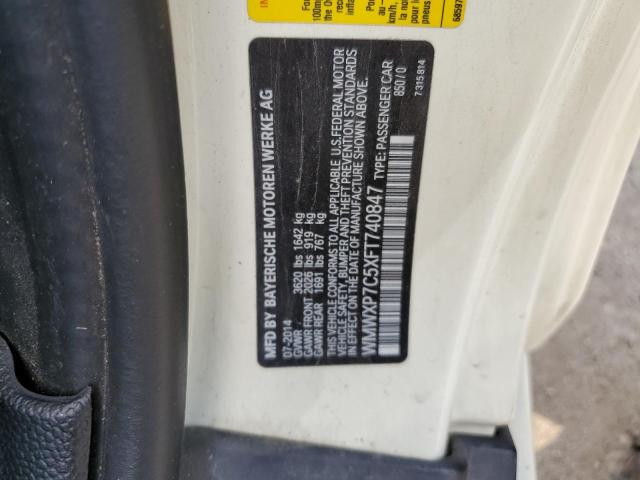 MFD BY BAYERISCHE MOTOREN WERKE AG
07-2014
GVWR 3620 lbs 1642 kg
GAWR FRONT 2026 lbs 919 kg
GAWR REAR 1691 lbs 767 kg
THIS VEHICLE CONFORMS TO ALL APPLICABLE U.S.FEDERAL MOTOR
VEHICLE SAFETY, BUMPER AND THEFT PREVENTION STANDARDS
IN EFFECT ON THE DATE OF MANUFACTURE SHOWN ABOVE.
WMWXP7C5XFT740847 TYPE: PASSENGER CAR
850/0
7 315 814